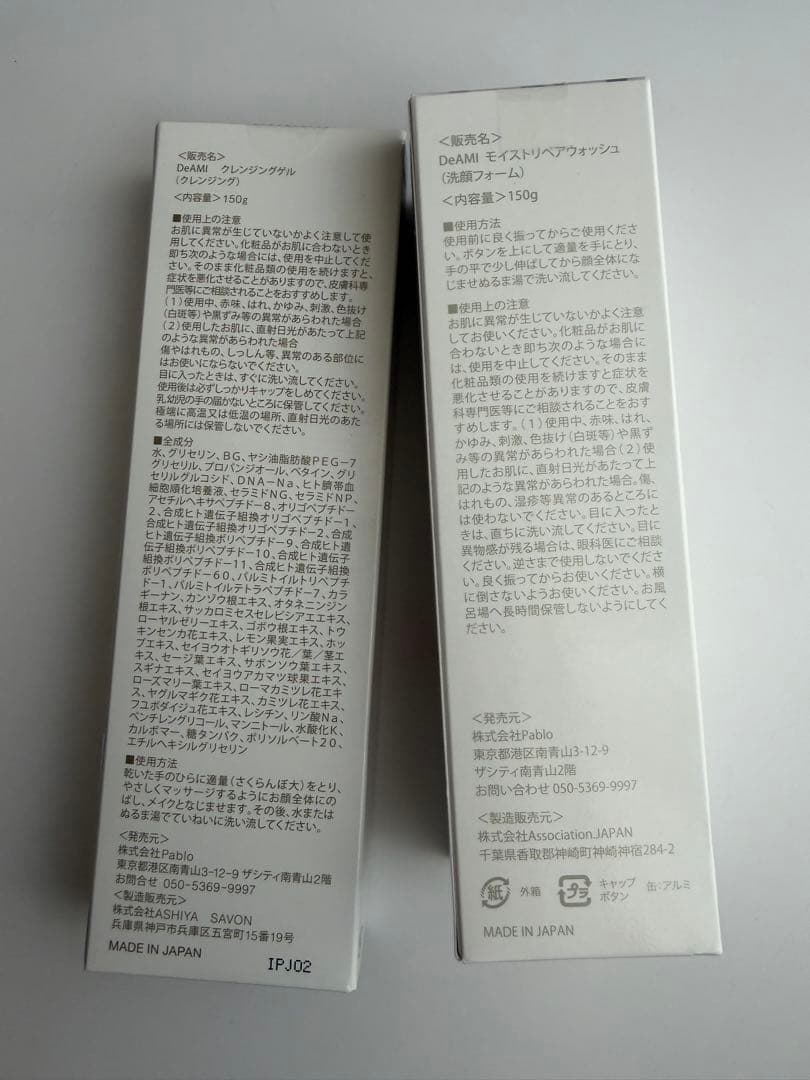 ＜販売名＞
DeAMI　クレンジングゲル
（クレンジング）
＜内容量＞150g
■使用上の注意
お肌に異常が生じていないかよく注意して使
用してください。化粧品がお肌に合わないとき
即ち次のような場合には、使用を中止してくだ
さい。そのまま化粧品類の使用を続けますと、
症状を悪化させることがありますので、皮膚科専
門医等にご相談されることをおすすめします。
（1）使用中、赤味、はれ、かゆみ、刺激、色抜け
（白斑等）や黒ずみ等の異常があらわれた場合
（2）使用したお肌に、直射日光があたって上記
のような異常があらわれた場合
傷やはれもの、しっしん等、異常のある部位に
はお使いにならないでください。
目に入ったときは、すぐに洗い流してください。
使用後は必ずしっかりキャップをしめてください。
乳幼児の手の届かないところに保管してください。
極端に高温又は低温の場所、直射日光のあた
る場所には保管しないでください。
■全成分
水、グリセリン、BG、ヤシ油脂肪酸PEG－7
グリセリル、プロパンジオール、ベタイン、グリ
セリルグルコシド、DNA－Na、ヒト臍帯血
細胞順化培養液、セラミドNG、セラミドNP、
アセチルヘキサペプチド－8、オリゴペプチド－
2、合成ヒト遺伝子組換オリゴペプチド－1、
合成ヒト遺伝子組換オリゴペプチド－2、合成ヒ
ト遺伝子組換ポリペプチド－9、合成ヒト遺
伝子組換ポリペプチド－10、合成ヒト遺伝子
組換ポリペプチド－11、合成ヒト遺伝子組換
ポリペプチド－60、パルミトイルトリペプチ
ド－1、パルミトイルテトラペプチド－7、カラ
ギーナン、カンゾウ根エキス、オタネニンジン
根エキス、サッカロミセスセレビシアエエキス、
ローヤルゼリーエキス、ゴボウ根エキス、トウ
キンセンカ花エキス、レモン果実エキス、ホッ
プエキス、セイヨウオトギリソウ花／葉／茎エ
キス、セージ葉エキス、サボンソウ葉エキス、
スギナエキス、セイヨウアカマツ球果エキス、
ローズマリー葉エキス、ローマカミツレ花エキ
ス、ヤグルマギク花エキス、カミツレ花エキス、
フユボダイジュ花エキス、レシチン、リン酸Na、
ペンチレングリコール、マンニトール、水酸化K、
カルボマー、糖タンパク、ポリソルベート20、
エチルヘキシルグリセリン
■使用方法
乾いた手のひらに適量（さくらんぼ大）をとり、
やさしくマッサージするようにお顔全体にの
ばし、メイクとなじませます。その後、水または
ぬるま湯でていねいに洗い流してください。
＜発売元＞
株式会社Pablo
東京都港区南青山3-12-9 ザシティ南青山2階
お問合せ 050-5369-9997
＜製造販売元＞
株式会社ASHIYA　SAVON
兵庫県神戸市兵庫区五宮町15番19号
MADE IN JAPAN
IPJ02
＜販売名＞
DeAMI モイストリペアウォッシュ
（洗顔フォーム）
＜内容量＞150g
■使用方法
使用前に良く振ってからご使用くださ
い。ボタンを上にして適量を手にとり、
手の平で少し伸ばしてから顔全体にな
じませぬるま湯で洗い流してください。
■使用上の注意
お肌に異常が生じていないかよく注意
してお使いください。化粧品がお肌に
合わないとき即ち次のような場合に
は、使用を中止してください。そのまま
化粧品類の使用を続けますと症状を
悪化させることがありますので、皮膚
科専門医等にご相談されることをおす
すめします。（1）使用中、赤味、はれ、
かゆみ、刺激、色抜け（白斑等）や黒ず
み等の異常があらわれた場合（2）使
用したお肌に、直射日光があたって上
記のような異常があらわれた場合。傷、
はれもの、湿疹等異常のあるところに
は使わないでください。目に入ったと
きは、直ちに洗い流してください。目に
異物感が残る場合は、眼科医にご相談
ください。逆さまで使用しないでくださ
い。良く振ってからお使いください。横
に倒さないようお使いください。お風
呂場へ長時間保管しないようにしてく
ださい。
＜発売元＞
株式会社Pablo
東京都港区南青山3-12-9
ザシティ南青山2階
お問い合わせ 050-5369-9997
＜製造販売元＞
株式会社Association.JAPAN
千葉県香取郡神崎町神崎神宿284-2
紙 外箱 プラ キャップ 缶：アルミ
ボタン
MADE IN JAPAN